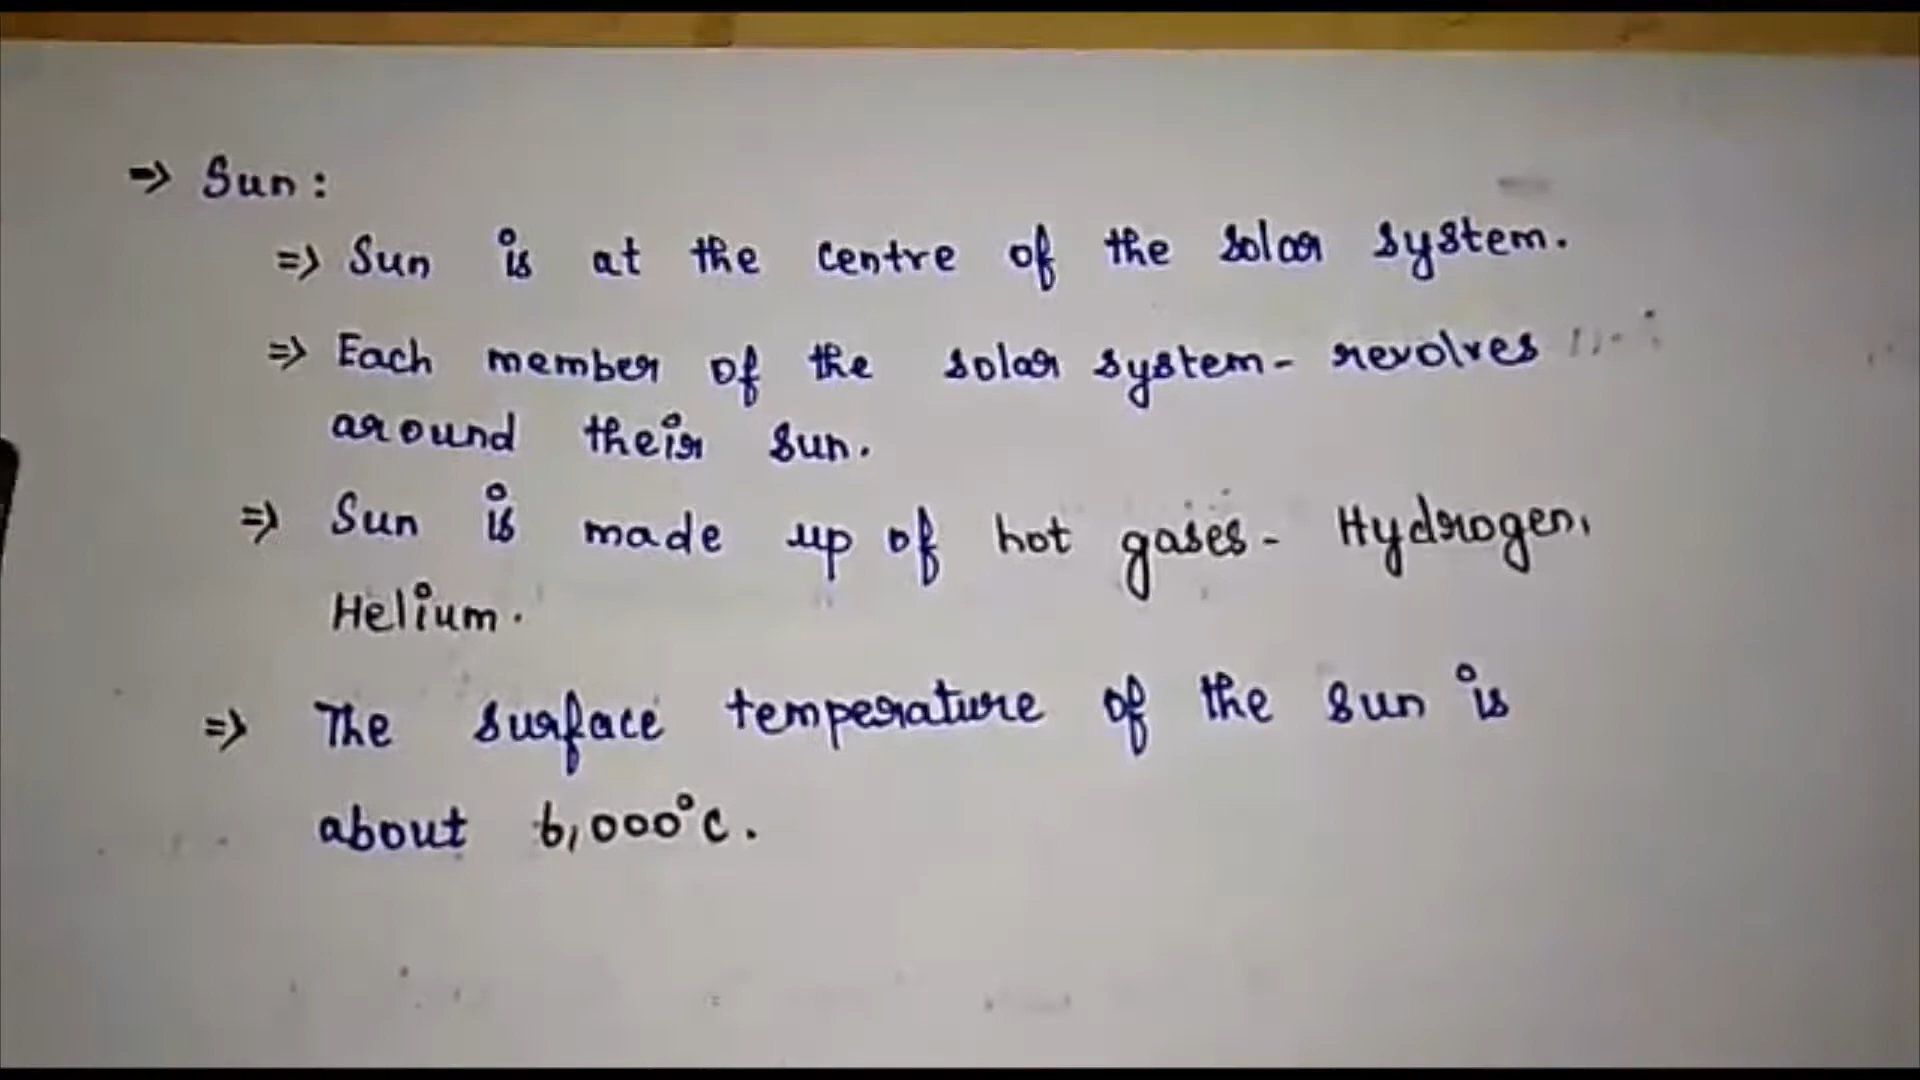 ⇒ Sun:
⇒ Sun is at the centre of the solar system.
⇒ Each member of the solar system - revolves
around their sun.
⇒ Sun is made up of hot gases - Hydrogen,
Helium.
⇒ The surface temperature of the sun is
about 6,000°c.